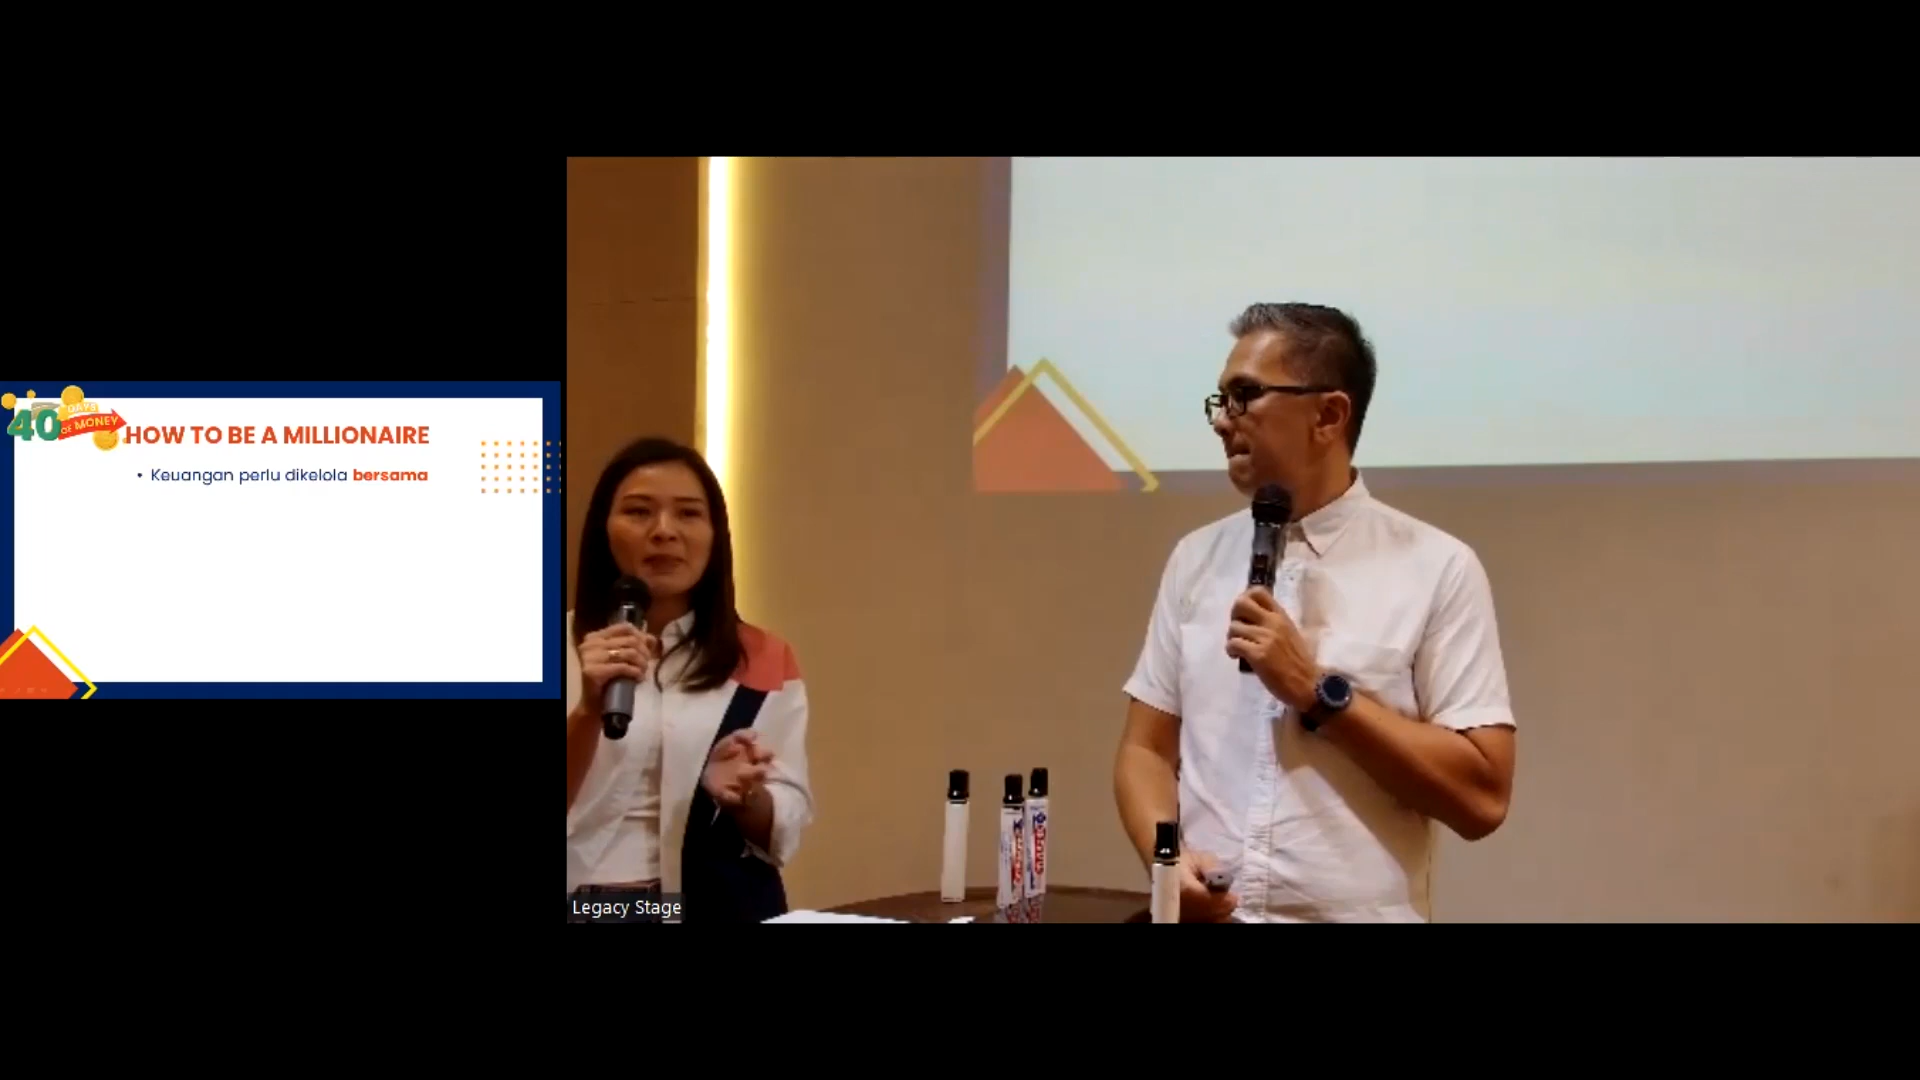 40 DAYS
OF MONEY
HOW TO BE A MILLIONAIRE
• Keuangan perlu dikelola bersama
Legacy Stage